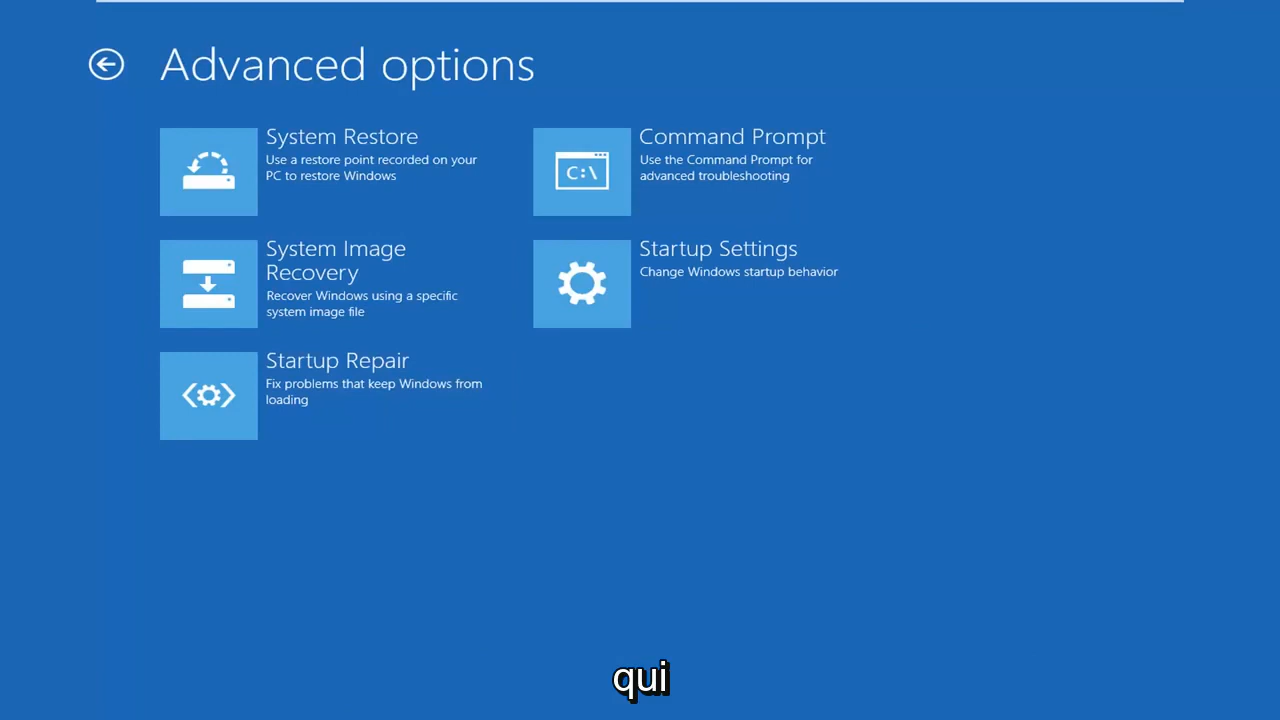 Advanced options
System Restore
Use a restore point recorded on your
PC to restore Windows
Command Prompt
Use the Command Prompt for
advanced troubleshooting
C:\
System Image
Recovery
Recover Windows using a specific
system image file
Startup Settings
Change Windows startup behavior
Startup Repair
Fix problems that keep Windows from
loading
qui